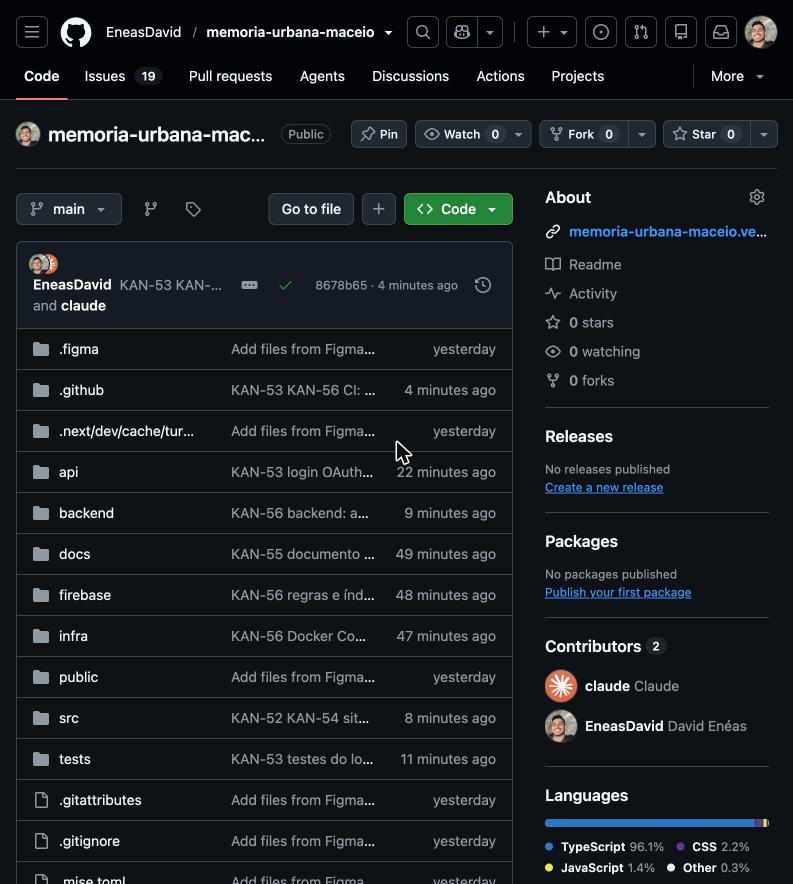 EneasDavid / memoria-urbana-maceio
Code Issues 19 Pull requests Agents Discussions Actions Projects More
memoria-urbana-mac... Public Pin Watch 0 Fork 0 Star 0
main Go to file + Code
EneasDavid KAN-53 KAN-... 8678b65 · 4 minutes ago
and claude
.figma Add files from Figma... yesterday
.github KAN-53 KAN-56 CI: ... 4 minutes ago
.next/dev/cache/tur... Add files from Figma... yesterday
api KAN-53 login OAuth... 22 minutes ago
backend KAN-56 backend: a... 9 minutes ago
docs KAN-55 documento ... 49 minutes ago
firebase KAN-56 regras e índ... 48 minutes ago
infra KAN-56 Docker Co... 47 minutes ago
public Add files from Figma... yesterday
src KAN-52 KAN-54 sit... 8 minutes ago
tests KAN-53 testes do lo... 11 minutes ago
.gitattributes Add files from Figma... yesterday
.gitignore Add files from Figma... yesterday
.mise.toml Add files from Figma... yesterday
About
memoria-urbana-maceio.ve...
Readme
Activity
0 stars
0 watching
0 forks
Releases
No releases published
Create a new release
Packages
No packages published
Publish your first package
Contributors 2
claude Claude
EneasDavid David Enéas
Languages
TypeScript 96.1% CSS 2.2%
JavaScript 1.4% Other 0.3%